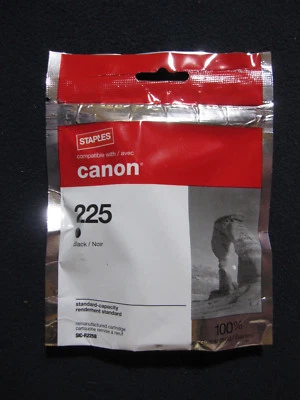 STAPLES
compatible with / avec
canon®
225
Black / Noir
standard-capacity
rendement standard
remanufactured cartridge
cartouche remise à neuf
SIC-R225B
100%